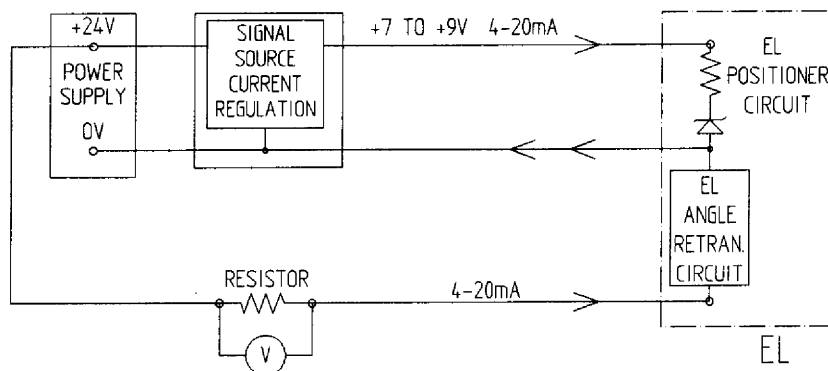 +24V
POWER
SUPPLY
0V
SIGNAL
SOURCE
CURRENT
REGULATION
+7 TO +9V 4-20mA
EL
POSITIONER
CIRCUIT
EL
ANGLE
RETRAN.
CIRCUIT
RESISTOR
V
4-20mA
EL